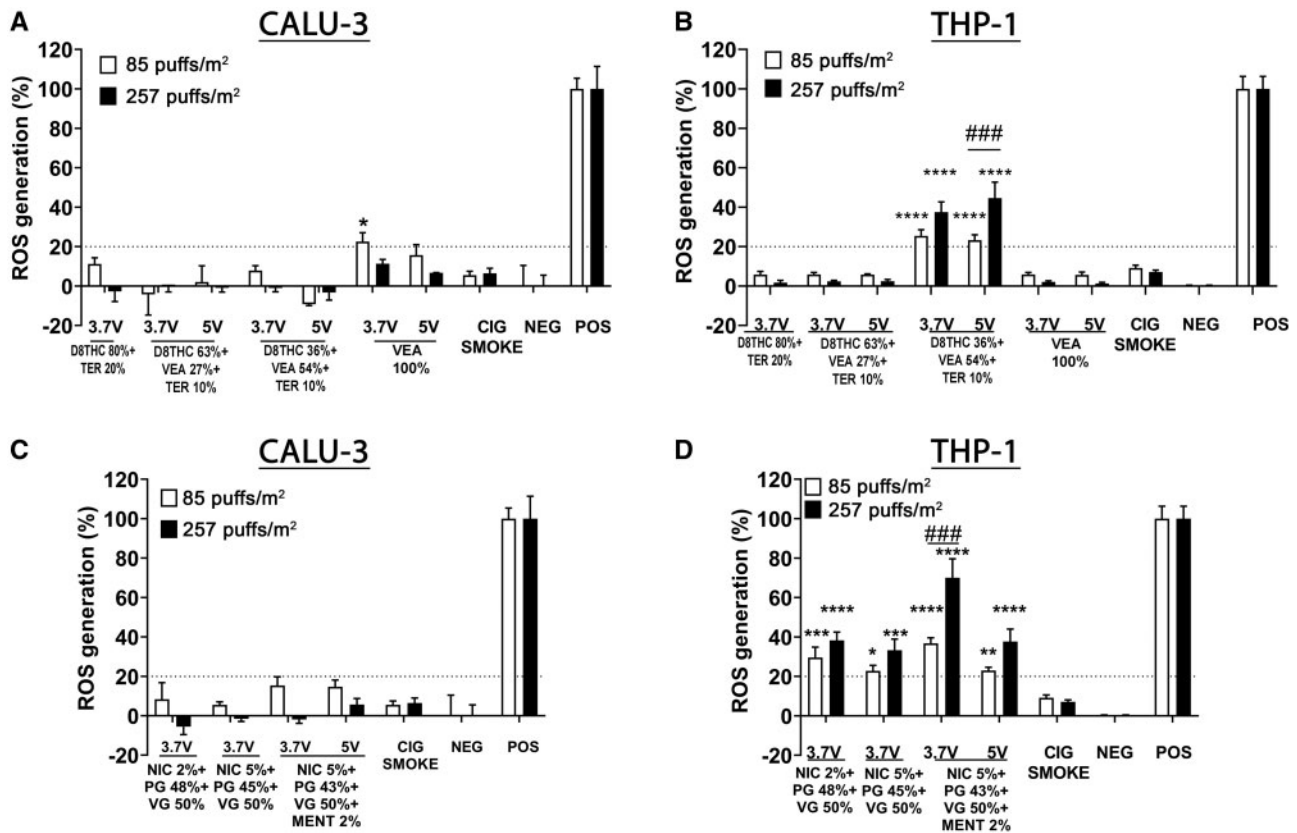 A
CALU-3
85 puffs/m²
257 puffs/m²
ROS generation (%)
120
100
80
60
40
20
0
-20
*
3.7V 3.7V 5V 3.7V 5V 3.7V 5V CIG SMOKE NEG POS
D8THC 80%+
TER 20%
D8THC 63%+
VEA 27%+
TER 10%
D8THC 36%+
VEA 54%+
TER 10%
VEA
100%
B
THP-1
85 puffs/m²
257 puffs/m²
ROS generation (%)
120
100
80
60
40
20
0
-20
###
**** ****
**** ****
3.7V 3.7V 5V 3.7V 5V 3.7V 5V CIG SMOKE NEG POS
D8THC 80%+
TER 20%
D8THC 63%+
VEA 27%+
TER 10%
D8THC 36%+
VEA 54%+
TER 10%
VEA
100%
C
CALU-3
85 puffs/m²
257 puffs/m²
ROS generation (%)
120
100
80
60
40
20
0
-20
3.7V 3.7V 3.7V 5V CIG SMOKE NEG POS
NIC 2%+
PG 48%+
VG 50%
NIC 5%+
PG 45%+
VG 50%
NIC 5%+
PG 43%+
VG 50%+
MENT 2%
D
THP-1
85 puffs/m²
257 puffs/m²
ROS generation (%)
120
100
80
60
40
20
0
-20
###
*** **** * *** **** **** ** ****
3.7V 3.7V 3.7V 5V CIG SMOKE NEG POS
NIC 2%+
PG 48%+
VG 50%
NIC 5%+
PG 45%+
VG 50%
NIC 5%+
PG 43%+
VG 50%+
MENT 2%